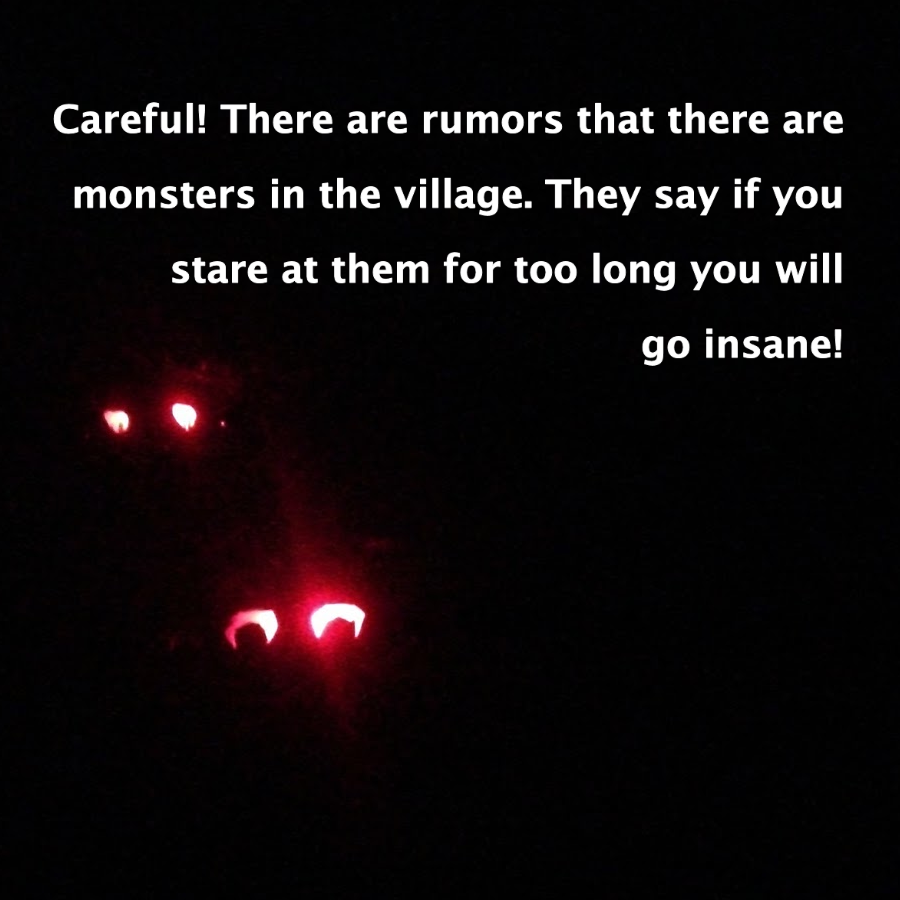 Careful! There are rumors that there are
monsters in the village. They say if you
stare at them for too long you will
go insane!